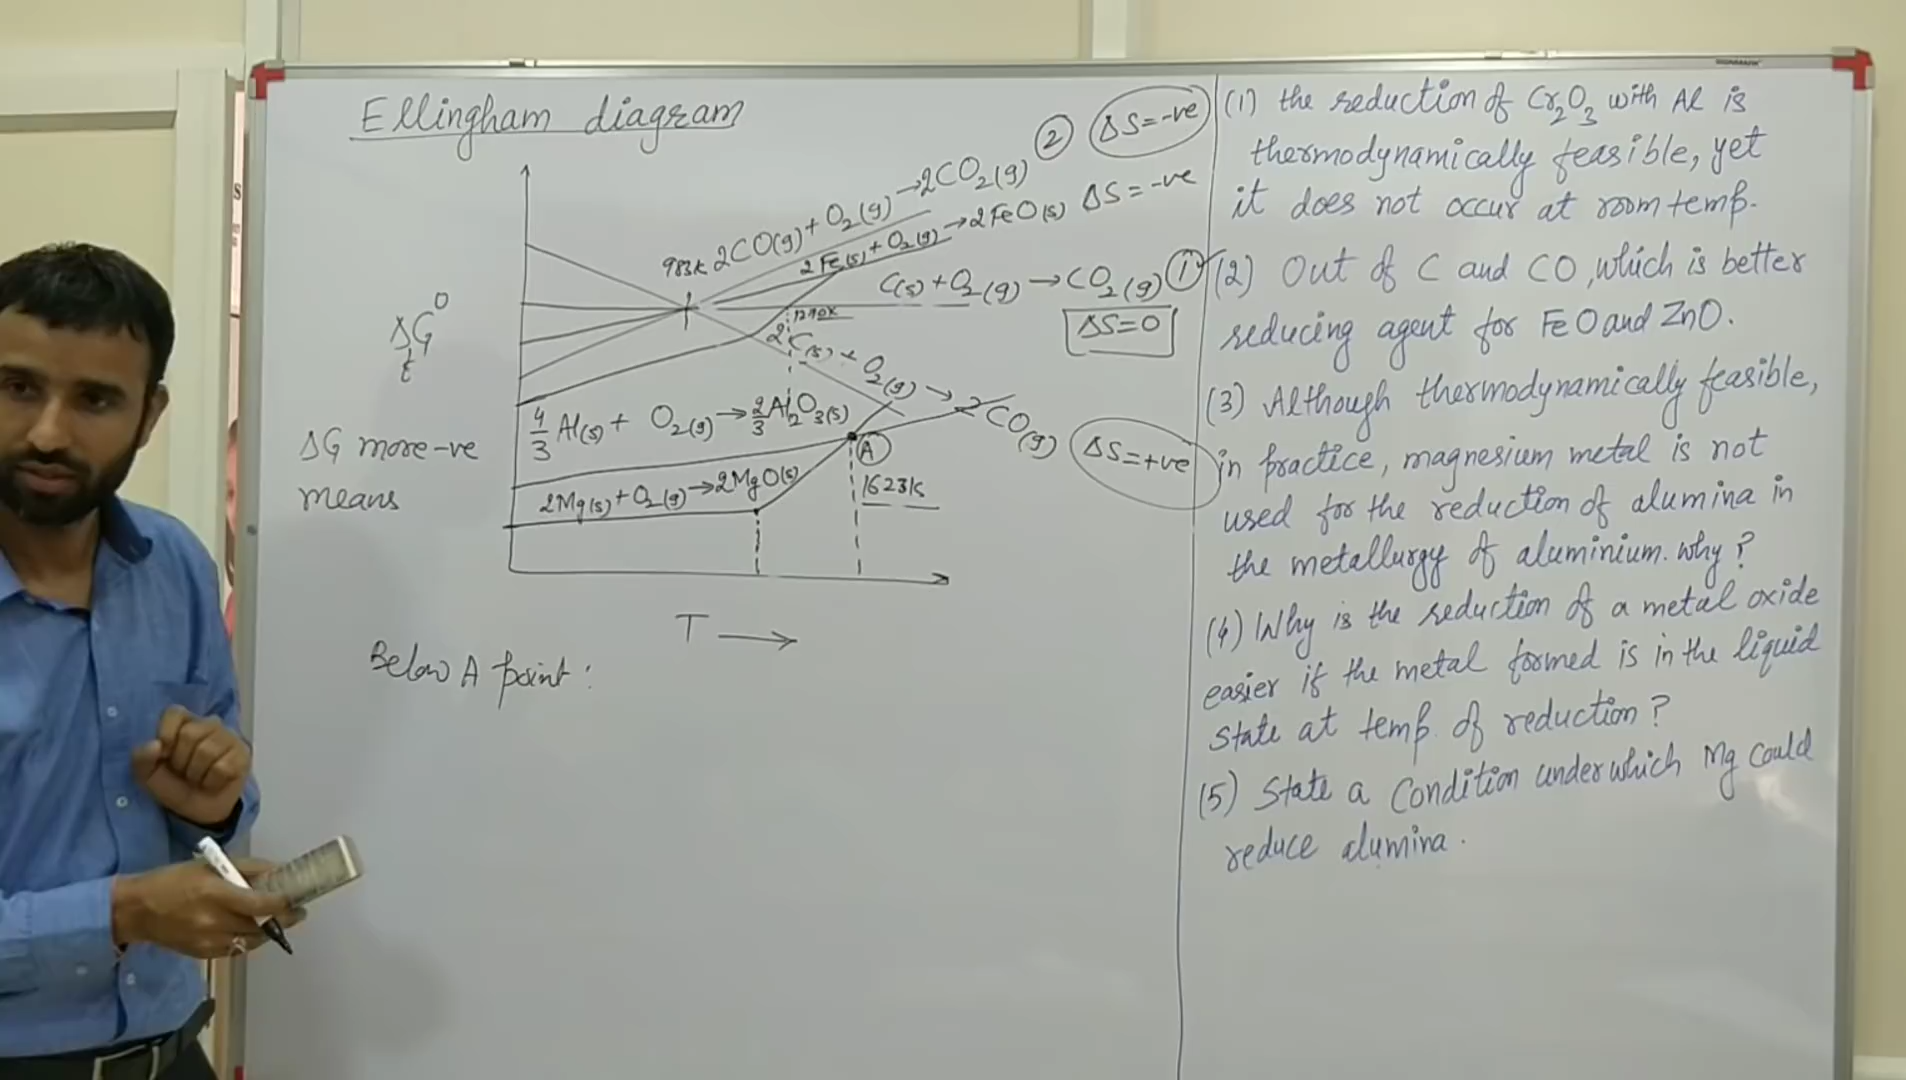 Ellingham diagram
ΔG⁰
f
ΔG more -ve
means
983K
2CO(g) + O₂(g) → 2CO₂(g) ② ΔS = -ve
2Fe(s) + O₂(g) → 2FeO(s) ΔS = -ve
C(s) + O₂(g) → CO₂(g) ①
ΔS = 0
2C(s) + O₂(g) → 2CO(g) ΔS = +ve
4/3 Al(s) + O₂(g) → 2/3 Al₂O₃(s)
A
2Mg(s) + O₂(g) → 2MgO(s)
1623K
T →
Below A point :
(1) the reduction of Cr₂O₃ with Al is
thermodynamically feasible, yet
it does not occur at room temp.
(2) Out of C and CO, which is better
reducing agent for FeO and ZnO.
(3) Although thermodynamically feasible,
in practice, magnesium metal is not
used for the reduction of alumina in
the metallurgy of aluminium. why?
(4) Why is the reduction of a metal oxide
easier if the metal formed is in the liquid
state at temp. of reduction?
(5) State a Condition under which Mg Could
reduce alumina.